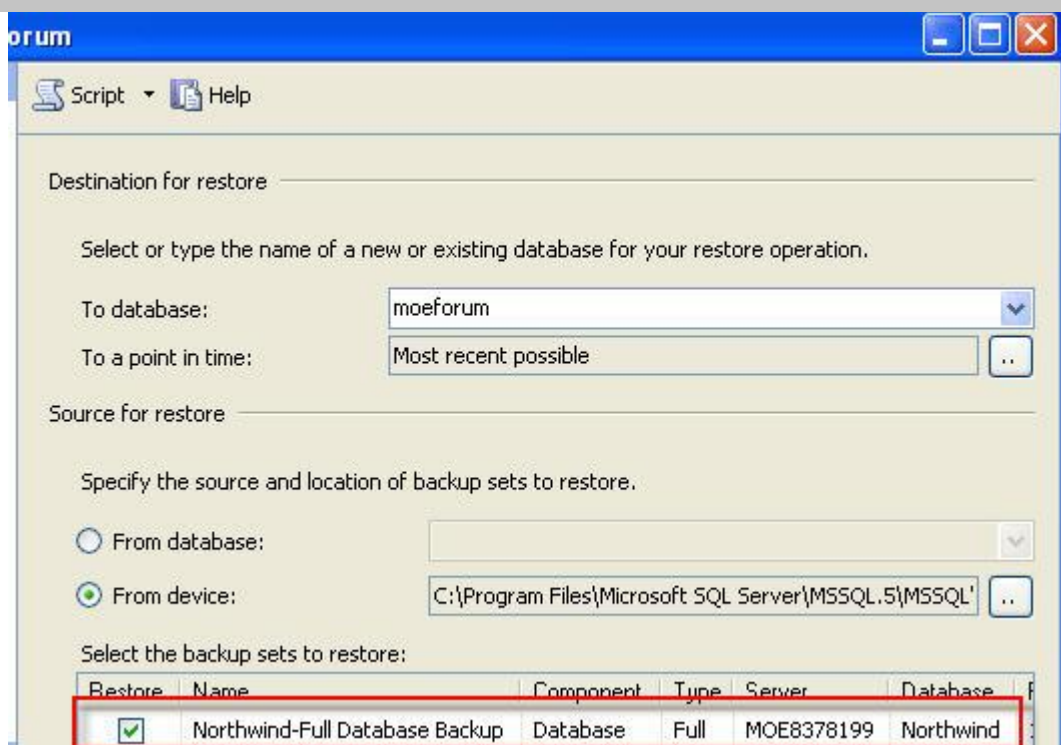 orum
Script Help
Destination for restore
Select or type the name of a new or existing database for your restore operation.
To database: moeforum
To a point in time: Most recent possible ..
Source for restore
Specify the source and location of backup sets to restore.
From database:
From device: C:\Program Files\Microsoft SQL Server\MSSQL.5\MSSQL ..
Select the backup sets to restore:
Restore Name Component Type Server Database
Northwind-Full Database Backup Database Full MOE8378199 Northwind